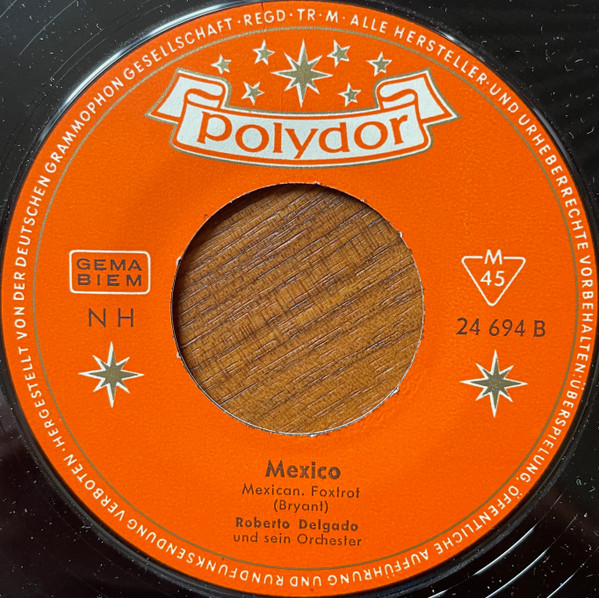 HERGESTELLT VON DER DEUTSCHEN GRAMMOPHON GESELLSCHAFT · REGD · TR · M · ALLE HERSTELLER- UND URHEBERRECHTE VORBEHALTEN: ÜBERSPIELUNG, ÖFFENTLICHE AUFFÜHRUNG UND RUNDFUNKSENDUNG VERBOTEN ·
Polydor
GEMA
BIEM
M
45
NH
24 694 B
Mexico
Mexican. Foxtrot
(Bryant)
Roberto Delgado
und sein Orchester